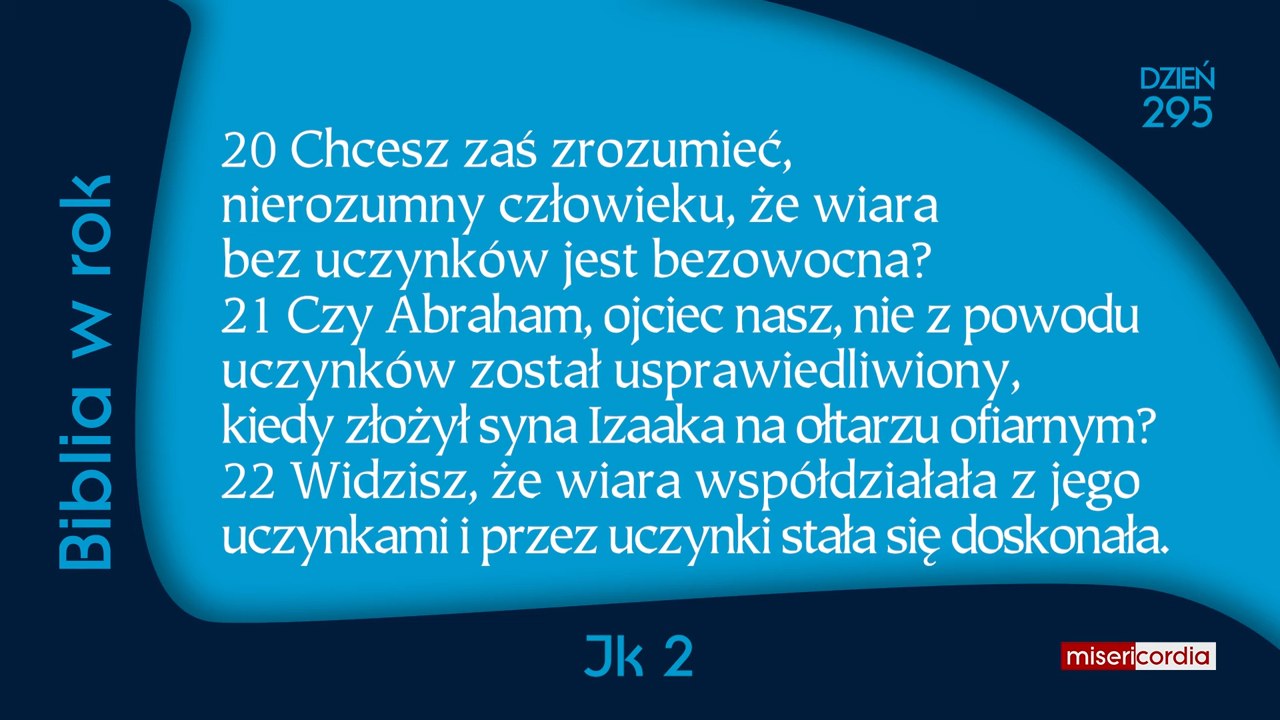 DZIEŃ
295
Biblia w rok
20 Chcesz zaś zrozumieć,
nierozumny człowieku, że wiara
bez uczynków jest bezowocna?
21 Czy Abraham, ojciec nasz, nie z powodu
uczynków został usprawiedliwiony,
kiedy złożył syna Izaaka na ołtarzu ofiarnym?
22 Widzisz, że wiara współdziałała z jego
uczynkami i przez uczynki stała się doskonała.
Jk 2
misericordia